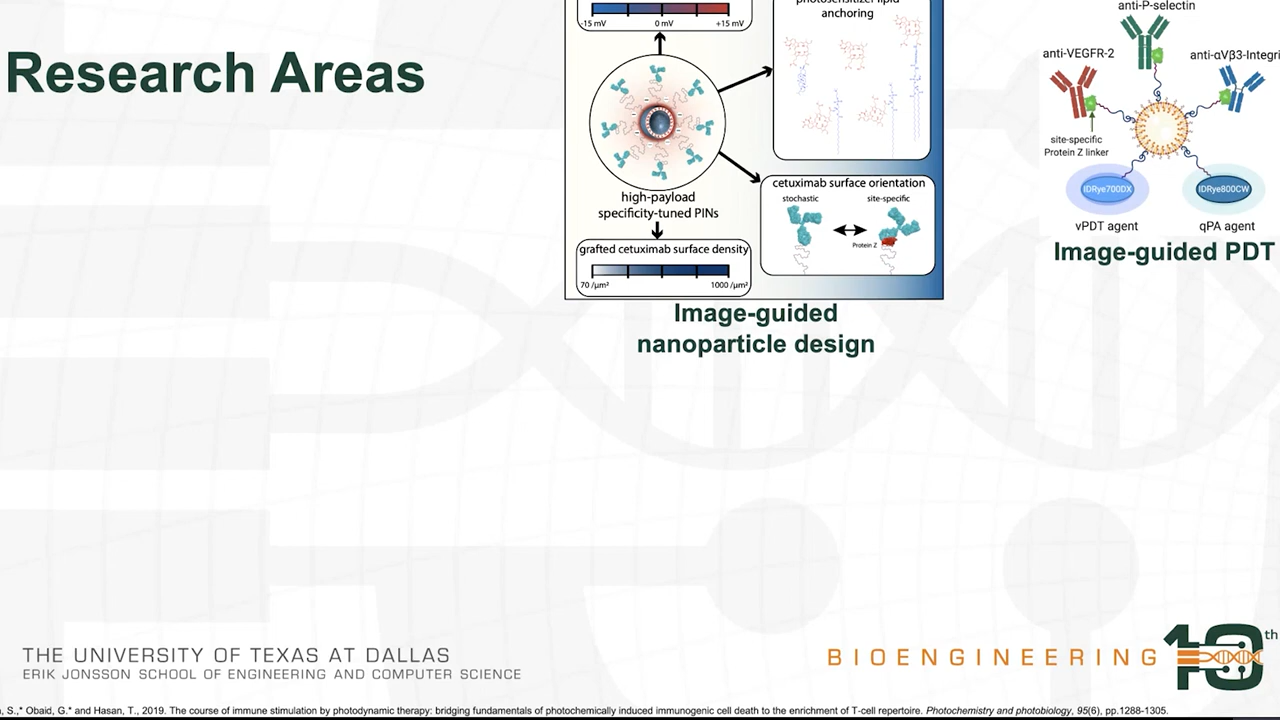 Research Areas
-15 mV 0 mV +15 mV
photosensitizer lipid
anchoring
high-payload
specificity-tuned PINs
grafted cetuximab surface density
70 /µm² 1000 /µm²
cetuximab surface orientation
stochastic site-specific
Protein Z
Image-guided
nanoparticle design
anti-P-selectin
anti-VEGFR-2
anti-αVβ3-Integri
site-specific
Protein Z linker
IDRye700DX IDRye800CW
vPDT agent qPA agent
Image-guided PDT
THE UNIVERSITY OF TEXAS AT DALLAS
ERIK JONSSON SCHOOL OF ENGINEERING AND COMPUTER SCIENCE
BIOENGINEERING 10th
, S.,* Obaid, G.* and Hasan, T., 2019. The course of immune stimulation by photodynamic therapy: bridging fundamentals of photochemically induced immunogenic cell death to the enrichment of T-cell repertoire. Photochemistry and photobiology, 95(6), pp.1288-1305.